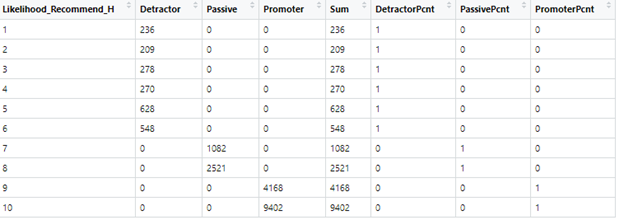 Likelihood_Recommend_H Detractor Passive Promoter Sum DetractorPcnt PassivePcnt PromoterPcnt
1 236 0 0 236 1 0 0
2 209 0 0 209 1 0 0
3 278 0 0 278 1 0 0
4 270 0 0 270 1 0 0
5 628 0 0 628 1 0 0
6 548 0 0 548 1 0 0
7 0 1082 0 1082 0 1 0
8 0 2521 0 2521 0 1 0
9 0 0 4168 4168 0 0 1
10 0 0 9402 9402 0 0 1